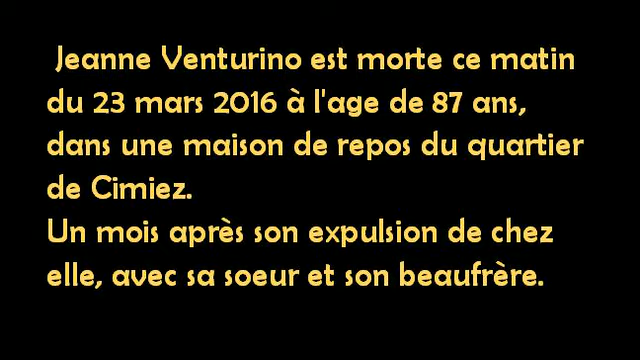 Jeanne Venturino est morte ce matin
du 23 mars 2016 à l'age de 87 ans,
dans une maison de repos du quartier
de Cimiez.
Un mois après son expulsion de chez
elle, avec sa soeur et son beaufrère.